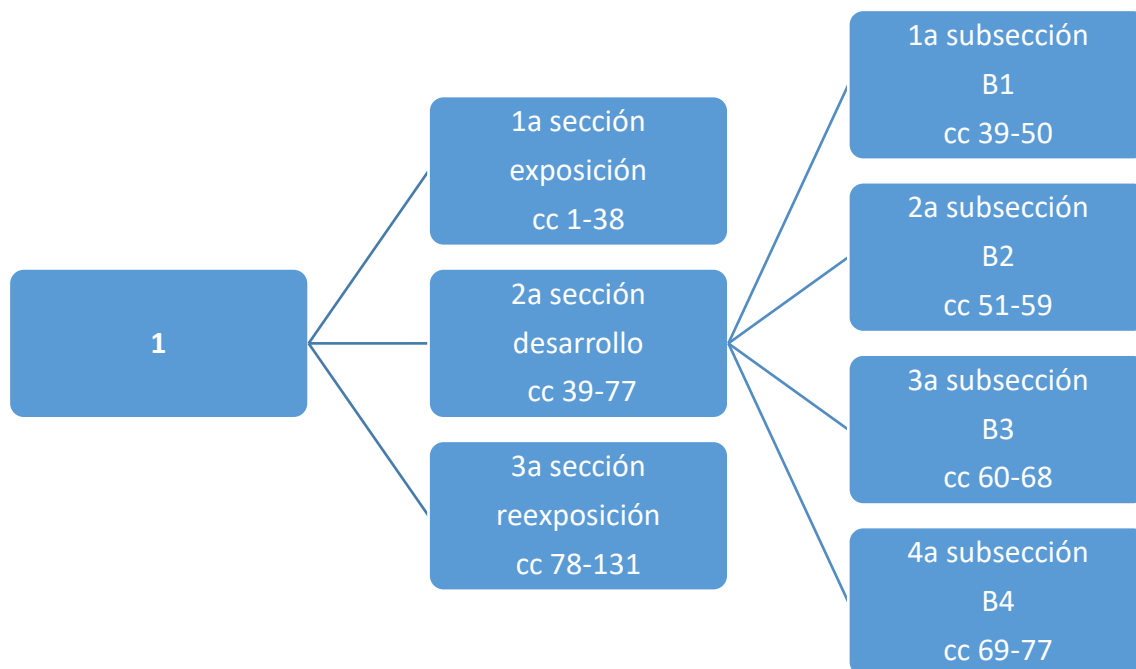 1
1a sección
exposición
cc 1-38
2a sección
desarrollo
cc 39-77
3a sección
reexposición
cc 78-131
1a subsección
B1
cc 39-50
2a subsección
B2
cc 51-59
3a subsección
B3
cc 60-68
4a subsección
B4
cc 69-77